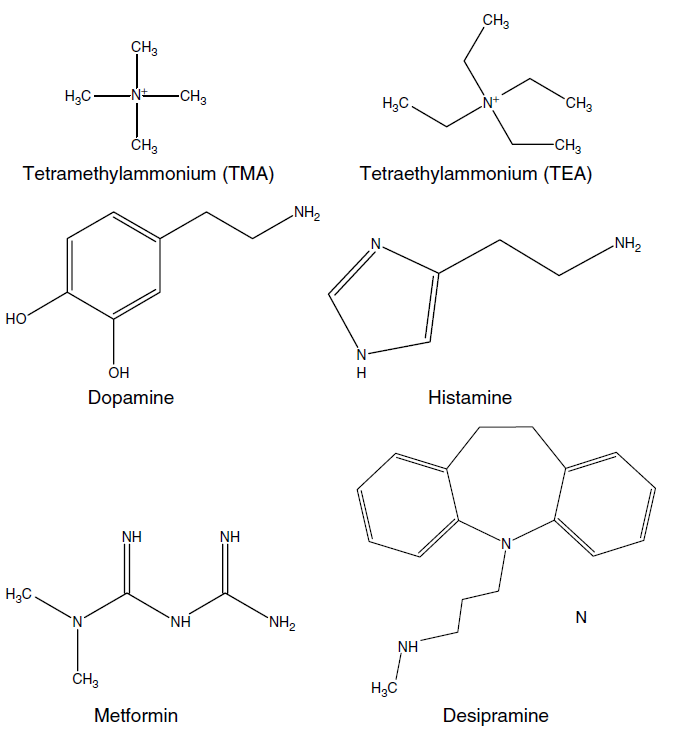 CH3
H3C N+ CH3
CH3
Tetramethylammonium (TMA)
CH3
H3C N+ CH3
CH3
Tetraethylammonium (TEA)
NH2
HO
OH
Dopamine
N NH2
N
H
Histamine
NH NH
H3C
N NH NH2
CH3
Metformin
N
N
NH
H3C
Desipramine